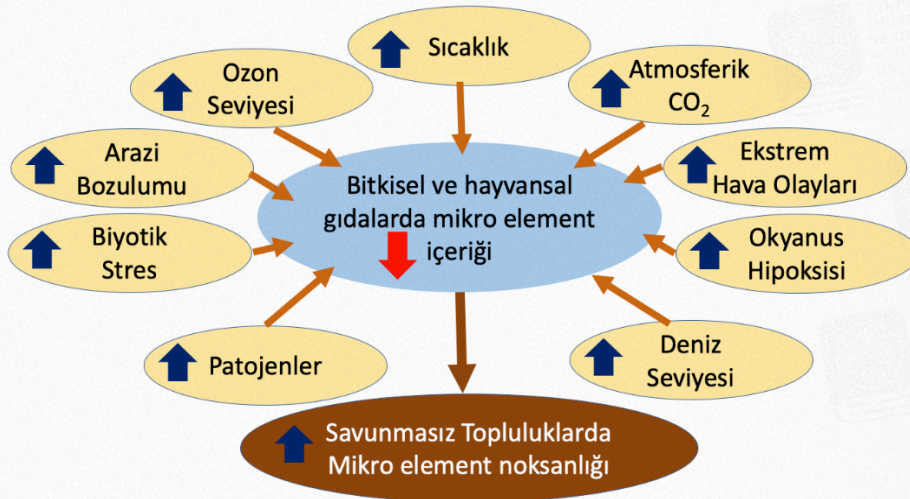 Sıcaklık
Ozon
Seviyesi
Atmosferik
CO₂
Arazi
Bozulumu
Ekstrem
Hava Olayları
Bitkisel ve hayvansal
gıdalarda mikro element
içeriği
Biyotik
Stres
Okyanus
Hipoksisi
Patojenler
Deniz
Seviyesi
Savunmasız Topluluklarda
Mikro element noksanlığı